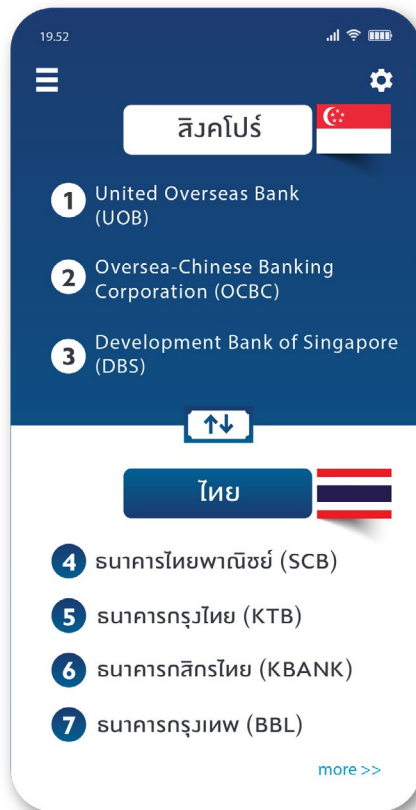 19.52
สิงคโปร์
1 United Overseas Bank
(UOB)
2 Oversea-Chinese Banking
Corporation (OCBC)
3 Development Bank of Singapore
(DBS)
ไทย
4 ธนาคารไทยพาณิชย์ (SCB)
5 ธนาคารกรุงไทย (KTB)
6 ธนาคารกสิกรไทย (KBANK)
7 ธนาคารกรุงเทพ (BBL)
more >>